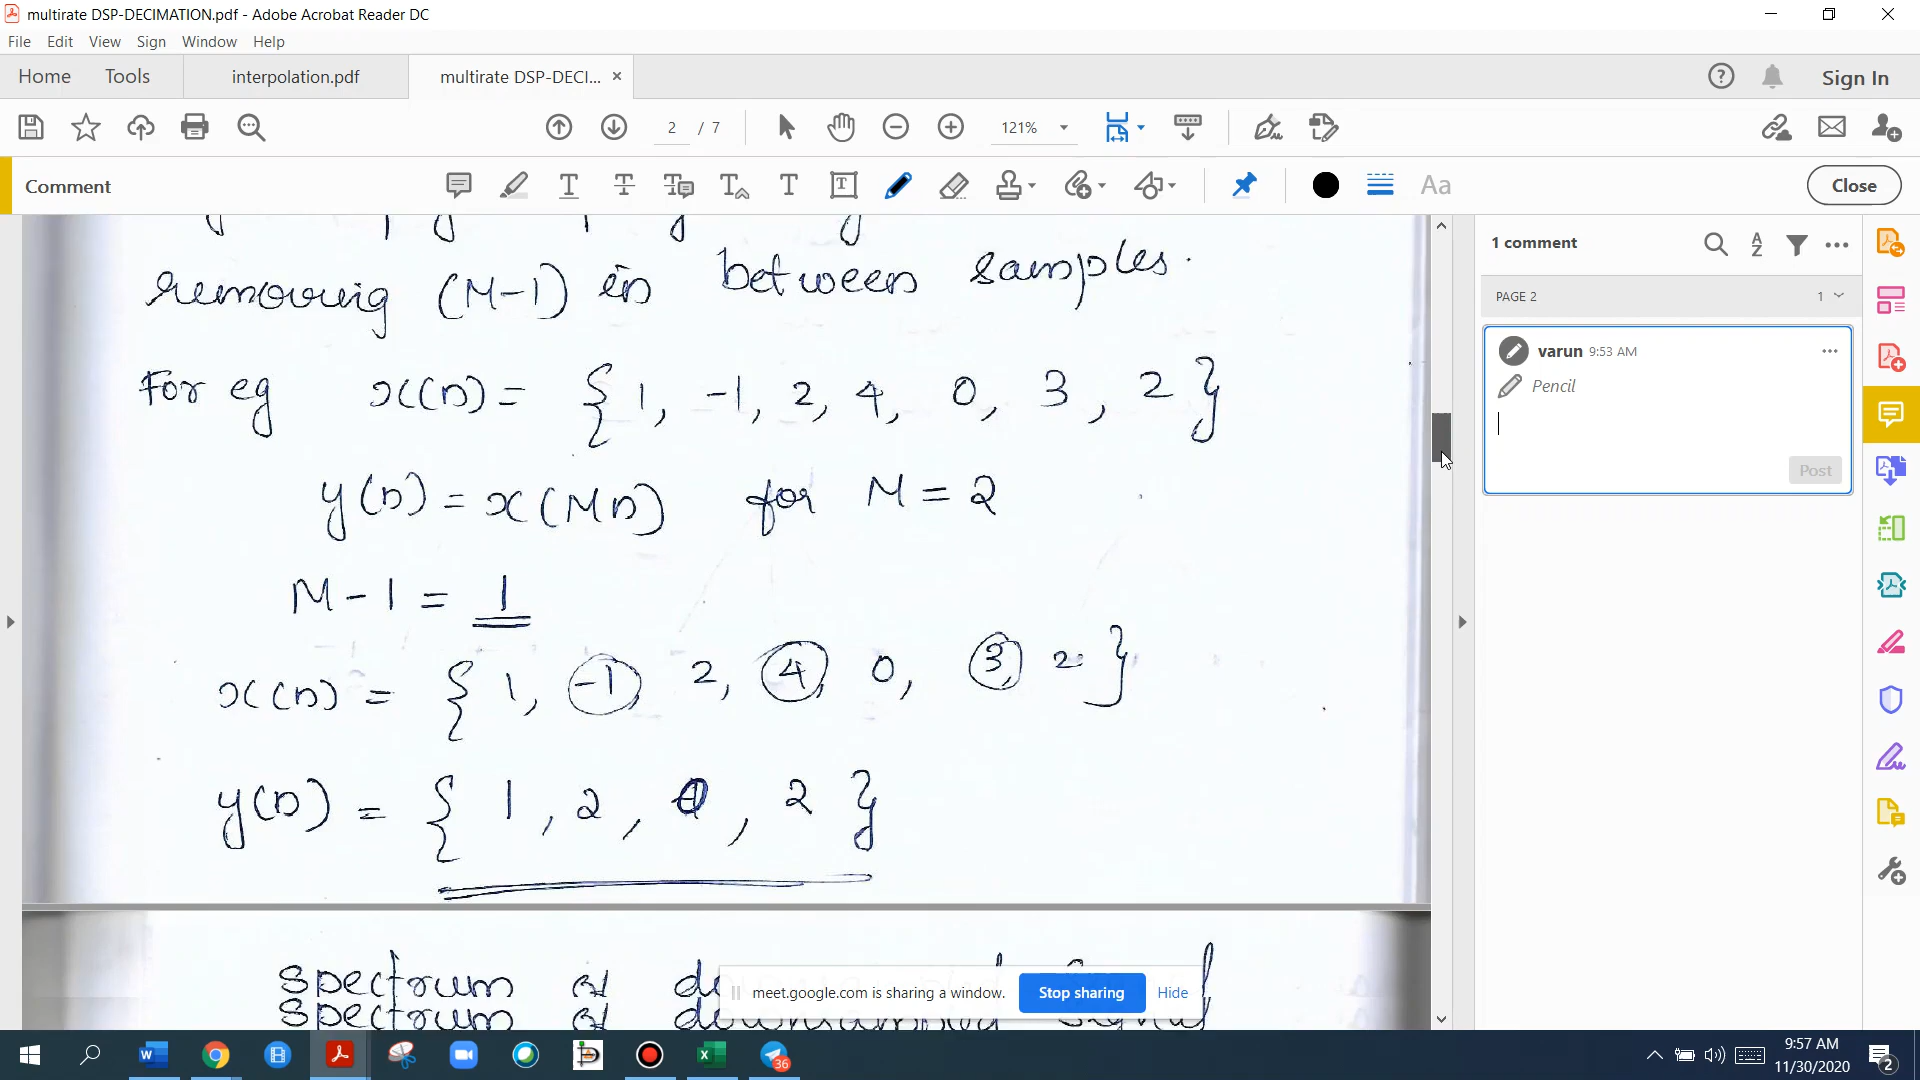 multirate DSP-DECIMATION.pdf - Adobe Acrobat Reader DC
File Edit View Sign Window Help
Home Tools interpolation.pdf multirate DSP-DECI... ×
Sign In
2 / 7 121%
Comment Aa Close
removing (M-1) in between samples.
For eg x(n) = { 1, -1, 2, 4, 0, 3, 2 }
y(n) = x(Mn) for M = 2
M-1 = 1
x(n) = { 1, -1, 2, 4, 0, 3, 2 }
y(n) = { 1, 2, 0, 2 }
spectrum of
spectrum of downsampled signal
1 comment
PAGE 2 1
varun 9:53 AM
Pencil
Post
meet.google.com is sharing a window. Stop sharing Hide
36
9:57 AM
11/30/2020
2